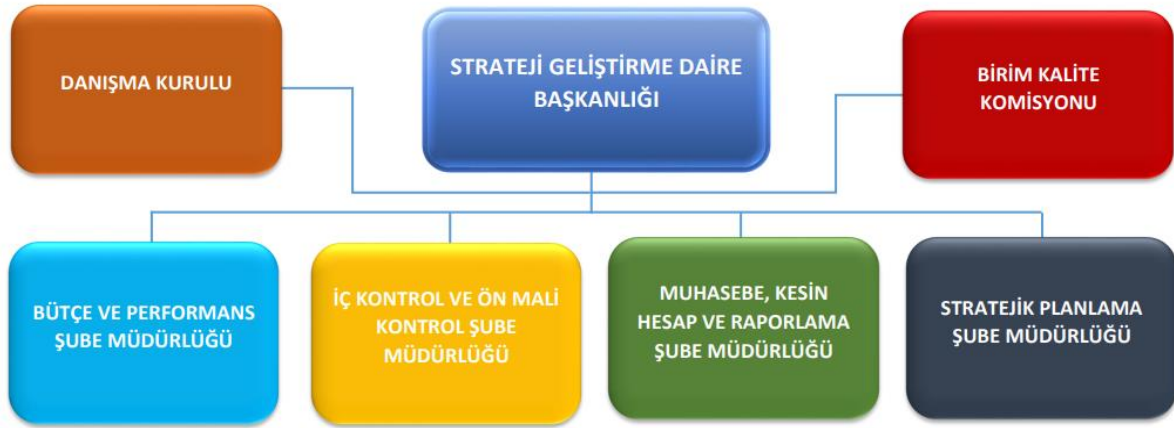 DANIŞMA KURULU
STRATEJİ GELİŞTİRME DAİRE
BAŞKANLIĞI
BİRİM KALİTE
KOMİSYONU
BÜTÇE VE PERFORMANS
ŞUBE MÜDÜRLÜĞÜ
İÇ KONTROL VE ÖN MALİ
KONTROL ŞUBE
MÜDÜRLÜĞÜ
MUHASEBE, KESİN
HESAP VE RAPORLAMA
ŞUBE MÜDÜRLÜĞÜ
STRATEJİK PLANLAMA
ŞUBE MÜDÜRLÜĞÜ